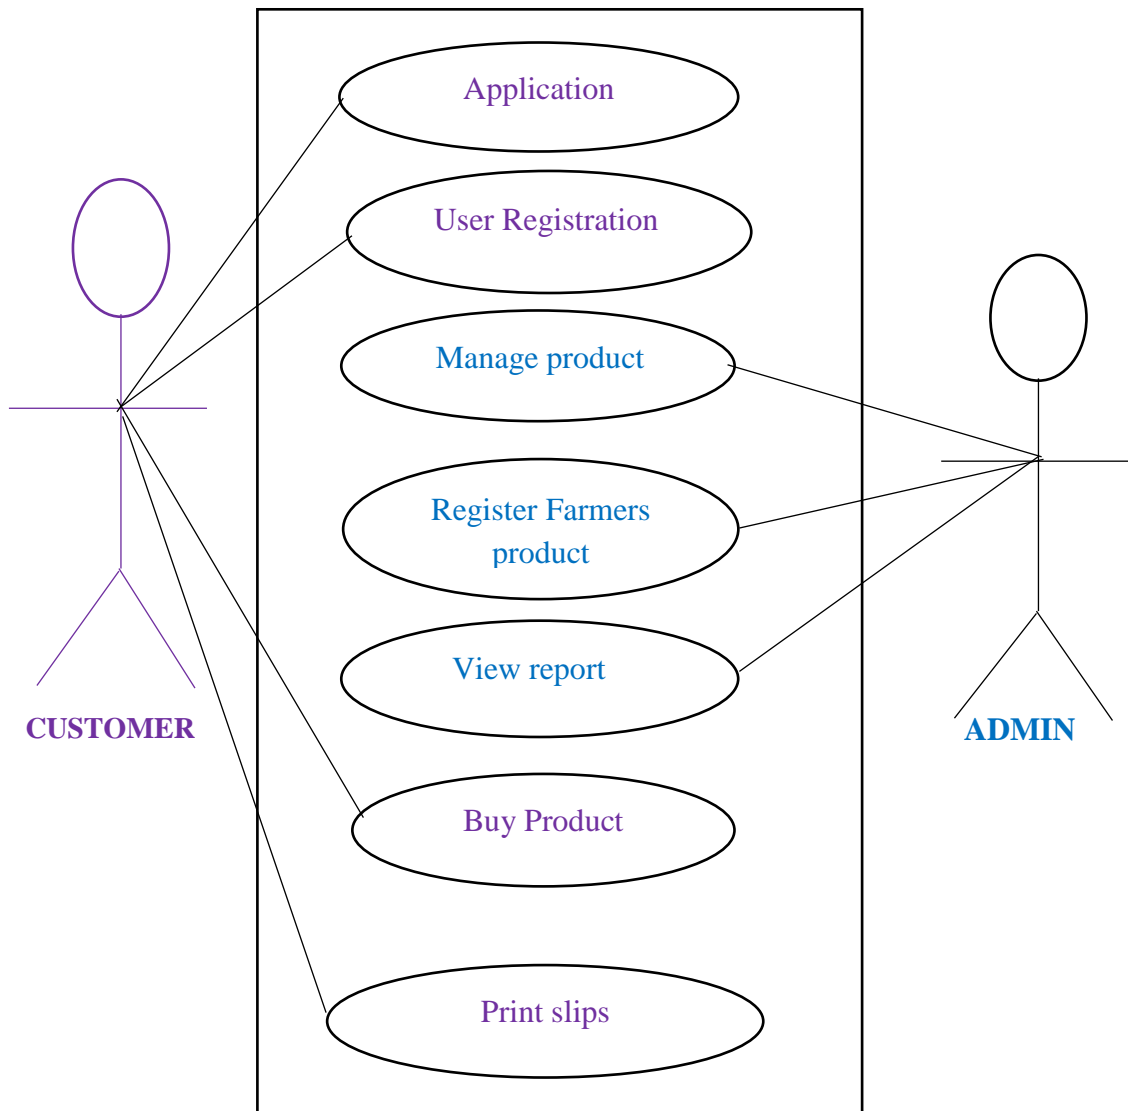 Application
User Registration
Manage product
Register Farmers
product
View report
CUSTOMER
ADMIN
Buy Product
Print slips